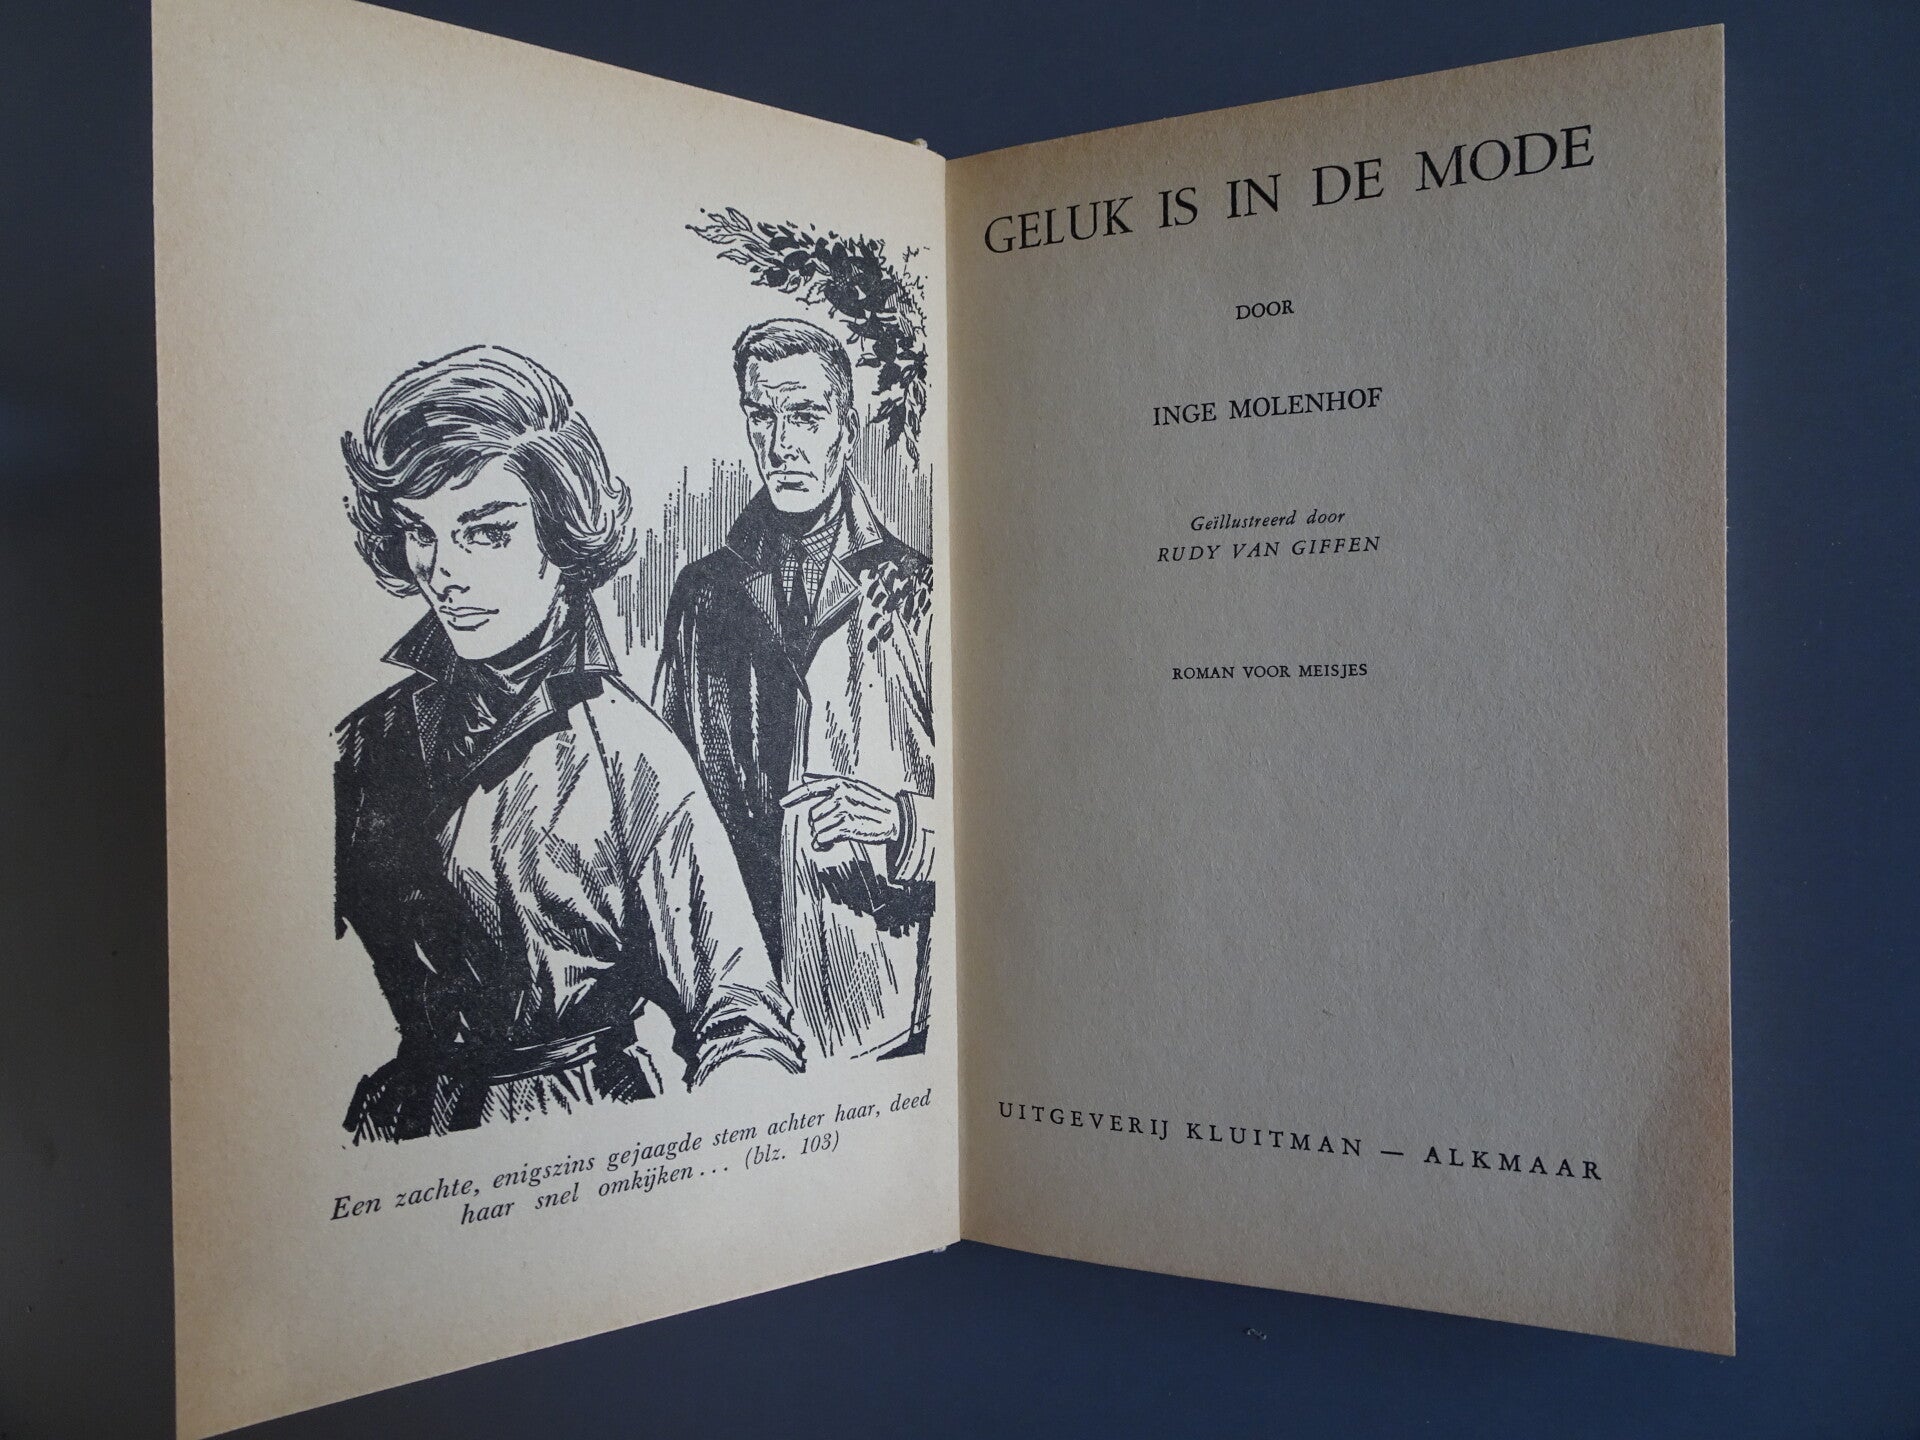 Een zachte, enigszins gejaagde stem achter haar, deed
haar snel omkijken... (blz. 103)
GELUK IS IN DE MODE
DOOR
INGE MOLENHOF
Geïllustreerd door
RUDY VAN GIFFEN
ROMAN VOOR MEISJES
UITGEVERIJ KLUITMAN — ALKMAAR